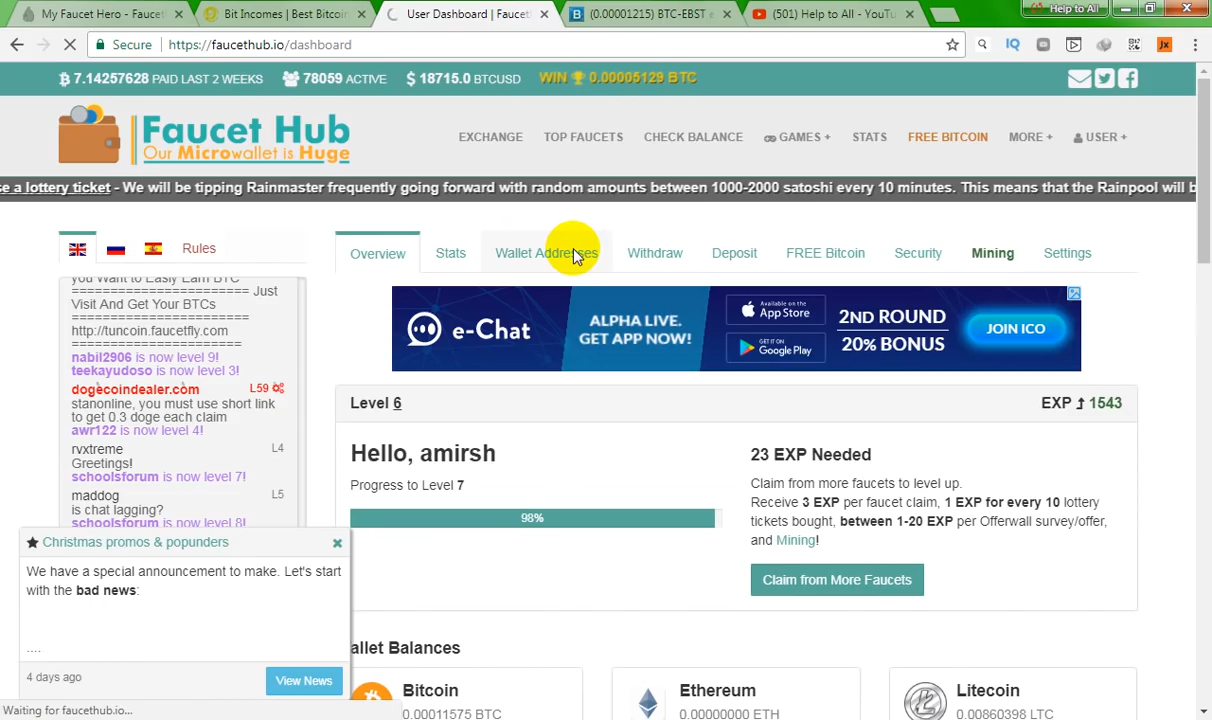 My Faucet Hero - Faucet
Bit Incomes | Best Bitcoin
User Dashboard | Faucet
(0.00001215) BTC-EBST
(501) Help to All - YouTu
Help to All
Secure
https://faucethub.io/dashboard
IQ
Jx
7.14257628 PAID LAST 2 WEEKS
78059 ACTIVE
$ 18715.0 BTCUSD
WIN 0.00005129 BTC
Faucet Hub
Our Microwallet is Huge
EXCHANGE
TOP FAUCETS
CHECK BALANCE
GAMES +
STATS
FREE BITCOIN
MORE +
USER +
se a lottery ticket - We will be tipping Rainmaster frequently going forward with random amounts between 1000-2000 satoshi every 10 minutes. This means that the Rainpool will b
Rules
Overview
Stats
Wallet Addresses
Withdraw
Deposit
FREE Bitcoin
Security
Mining
Settings
you Want to Easly Earn BTC
======================= Just
Visit And Get Your BTCs
======================
http://tuncoin.faucetfly.com
======================
nabil2906 is now level 9!
teekayudoso is now level 3!
dogecoindealer.com L59
stanonline, you must use short link
to get 0.3 doge each claim
awr122 is now level 4!
rvxtreme L4
Greetings!
schoolsforum is now level 7!
maddog L5
is chat lagging?
schoolsforum is now level 8!
e-Chat
ALPHA LIVE.
GET APP NOW!
Available on the
App Store
GET IT ON
Google Play
2ND ROUND
20% BONUS
JOIN ICO
Level 6
EXP 1543
Hello, amirsh
Progress to Level 7
98%
23 EXP Needed
Claim from more faucets to level up.
Receive 3 EXP per faucet claim, 1 EXP for every 10 lottery
tickets bought, between 1-20 EXP per Offerwall survey/offer,
and Mining!
Claim from More Faucets
Christmas promos & popunders
We have a special announcement to make. Let's start
with the bad news:
....
4 days ago
View News
allet Balances
Bitcoin
0.00011575 BTC
Ethereum
0.00000000 ETH
Litecoin
0.00860398 LTC
Waiting for faucethub.io...